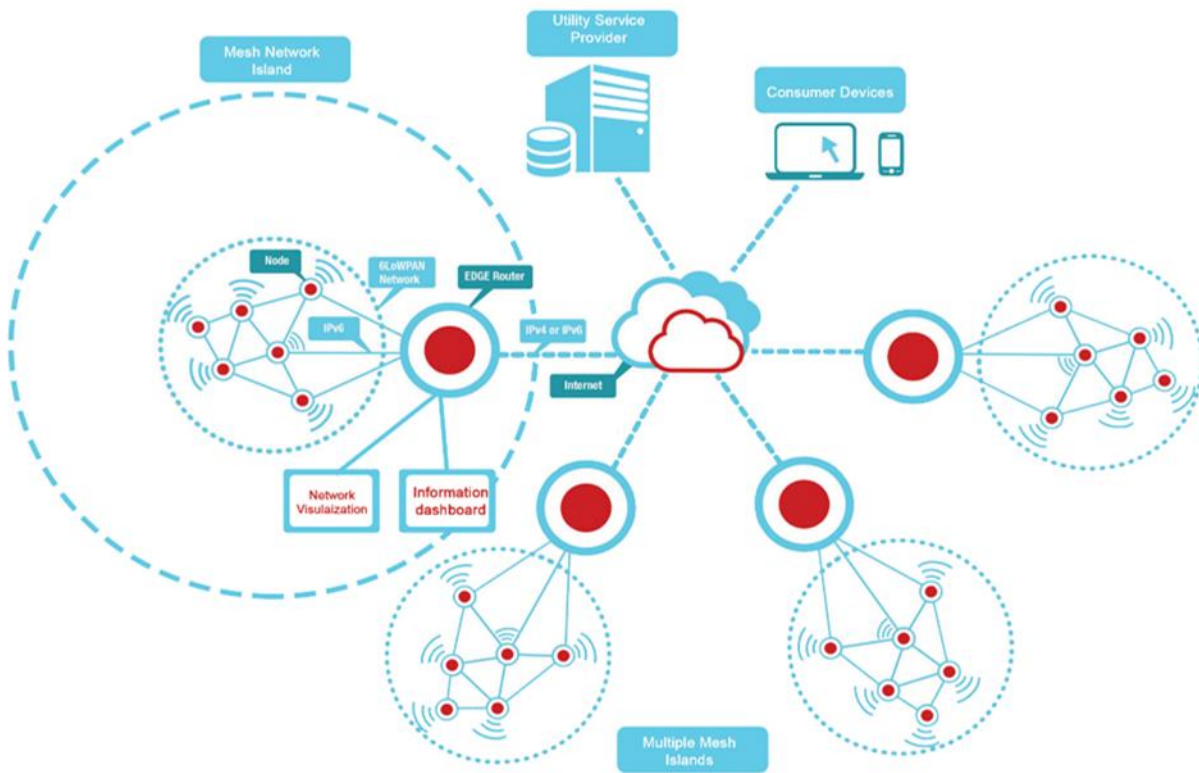 Utility Service
Provider
Mesh Network
Island
Consumer Devices
Node
6LoWPAN
Network
EDGE Router
IPv6
IPv4 or IPv6
Internet
Network
Visulaization
Information
dashboard
Multiple Mesh
Islands